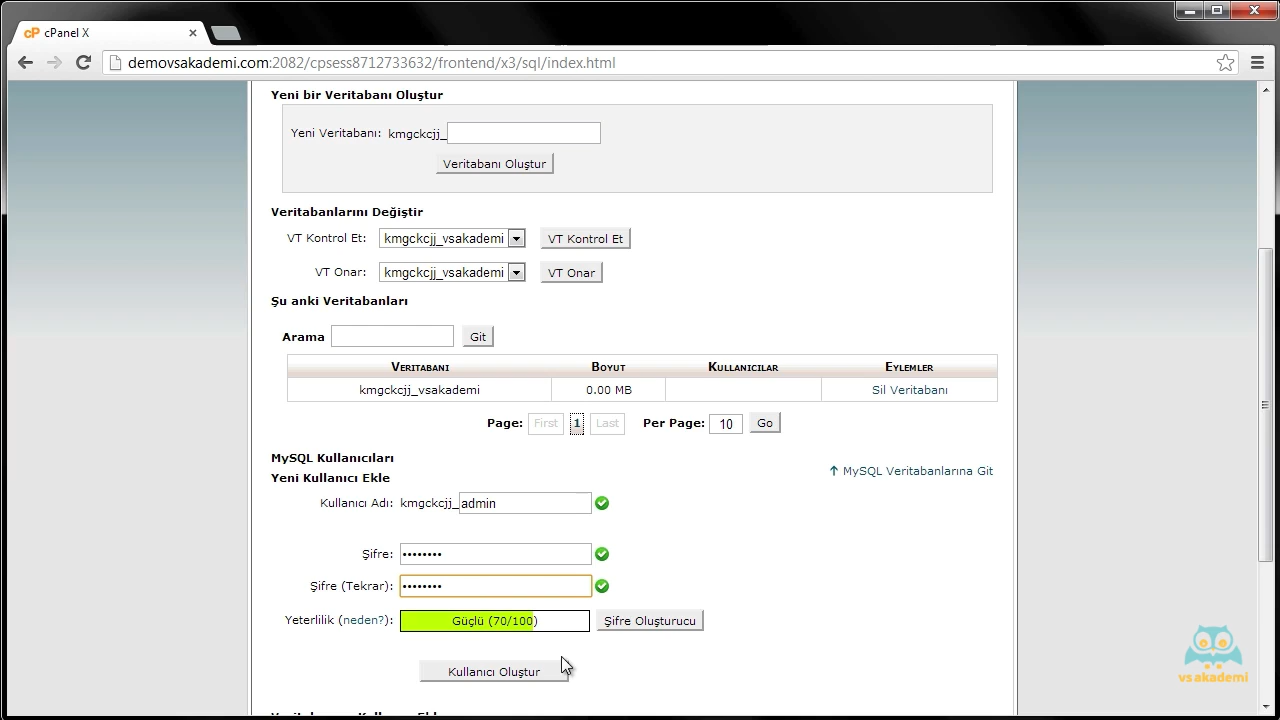 cPanel X
demovsakademi.com:2082/cpsess8712733632/frontend/x3/sql/index.html
Yeni bir Veritabanı Oluştur
Yeni Veritabanı: kmgckcjj_
Veritabanı Oluştur
Veritabanlarını Değiştir
VT Kontrol Et: kmgckcjj_vsakademi VT Kontrol Et
VT Onar: kmgckcjj_vsakademi VT Onar
Şu anki Veritabanları
Arama Git
Veritabanı Boyut Kullanıcılar Eylemler
kmgckcjj_vsakademi 0.00 MB Sil Veritabanı
Page: First 1 Last Per Page: 10 Go
MySQL Kullanıcıları
↑ MySQL Veritabanlarına Git
Yeni Kullanıcı Ekle
Kullanıcı Adı: kmgckcjj_admin
Şifre: ••••••••
Şifre (Tekrar): ••••••••
Yeterlilik (neden?): Güçlü (70/100) Şifre Oluşturucu
Kullanıcı Oluştur
vsakademi